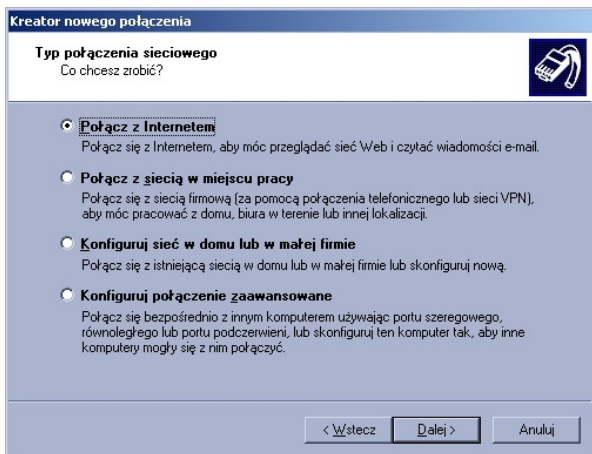 Kreator nowego połączenia
Typ połączenia sieciowego
Co chcesz zrobić?
Połącz z Internetem
Połącz się z Internetem, aby móc przeglądać sieć Web i czytać wiadomości e-mail.
Połącz z siecią w miejscu pracy
Połącz się z siecią firmową (za pomocą połączenia telefonicznego lub sieci VPN),
aby móc pracować z domu, biura w terenie lub innej lokalizacji.
Konfiguruj sieć w domu lub w małej firmie
Połącz się z istniejącą siecią w domu lub w małej firmie lub skonfiguruj nową.
Konfiguruj połączenie zaawansowane
Połącz się bezpośrednio z innym komputerem używając portu szeregowego,
równoległego lub portu podczerwieni, lub skonfiguruj ten komputer tak, aby inne
komputery mogły się z nim połączyć.
< Wstecz Dalej > Anuluj